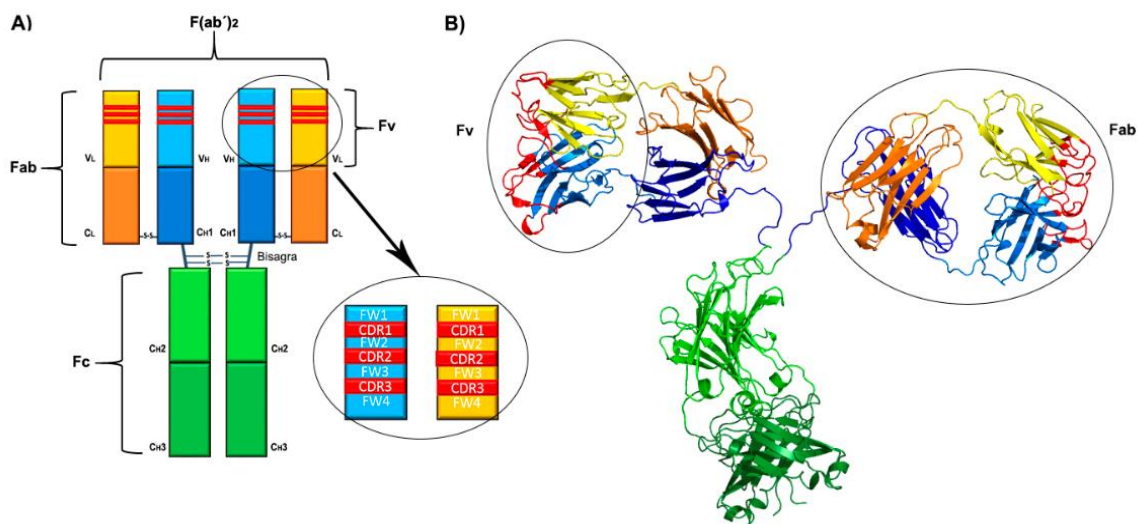 A)
F(ab´)2
Fab
Fv
VL
VH
VH
VL
CL
-S-S-
CH1
CH1
-S-S-
CL
S S
S S
Bisagra
Fc
CH2
CH2
CH3
CH3
FW1
CDR1
FW2
CDR2
FW3
CDR3
FW4
FW1
CDR1
FW2
CDR2
FW3
CDR3
FW4
B)
Fv
Fab